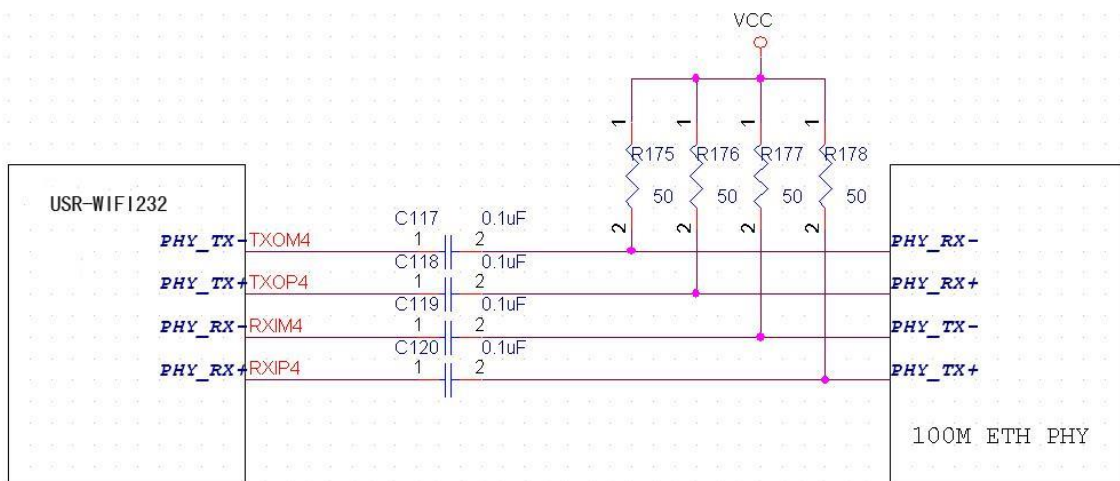 VCC
1 1 1 1
R175 R176 R177 R178
50 50 50 50
2 2 2 2
USR-WIFI232
C117 0.1uF
PHY_TX- TXOM4 1 2 PHY_RX-
C118 0.1uF
PHY_TX+ TXOP4 1 2 PHY_RX+
C119 0.1uF
PHY_RX- RXIM4 1 2 PHY_TX-
C120 0.1uF
PHY_RX+ RXIP4 1 2 PHY_TX+
100M ETH PHY